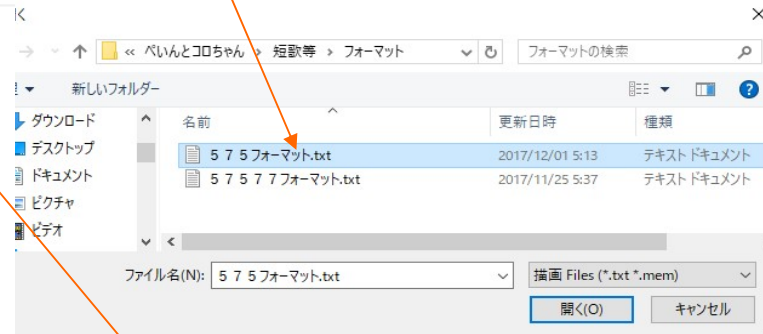 « ぺいんとコロちゃん › 短歌等 › フォーマット
フォーマットの検索
新しいフォルダー
ダウンロード
デスクトップ
ドキュメント
ピクチャ
ビデオ
名前 更新日時 種類
５７５フォーマット.txt 2017/12/01 5:13 テキスト ドキュメント
５７５７７フォーマット.txt 2017/11/25 5:37 テキスト ドキュメント
ファイル名(N): ５７５フォーマット.txt
描画 Files (*.txt *.mem)
開く(O) キャンセル